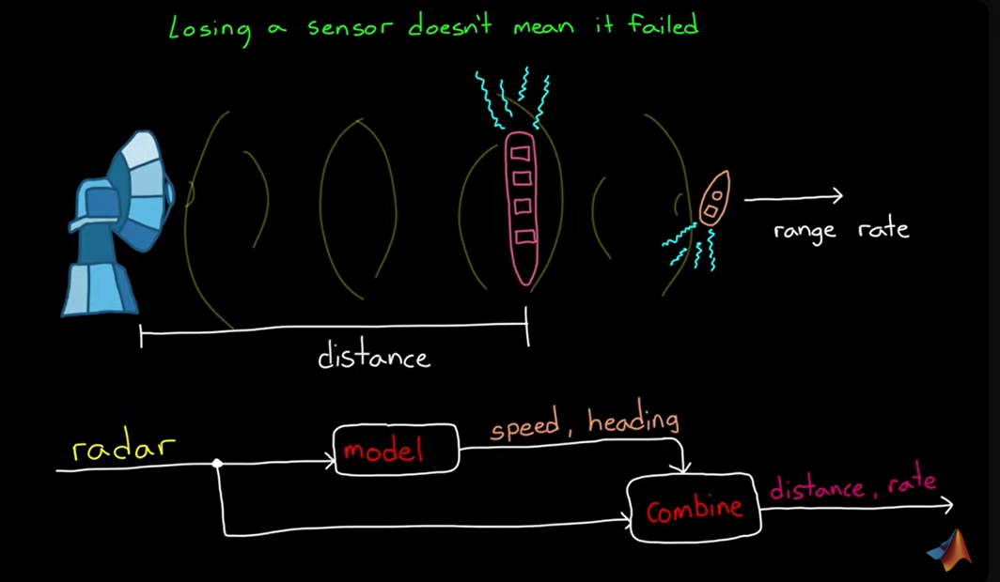 Losing a sensor doesn't mean it failed
range rate
distance
radar
model
speed, heading
combine
distance, rate